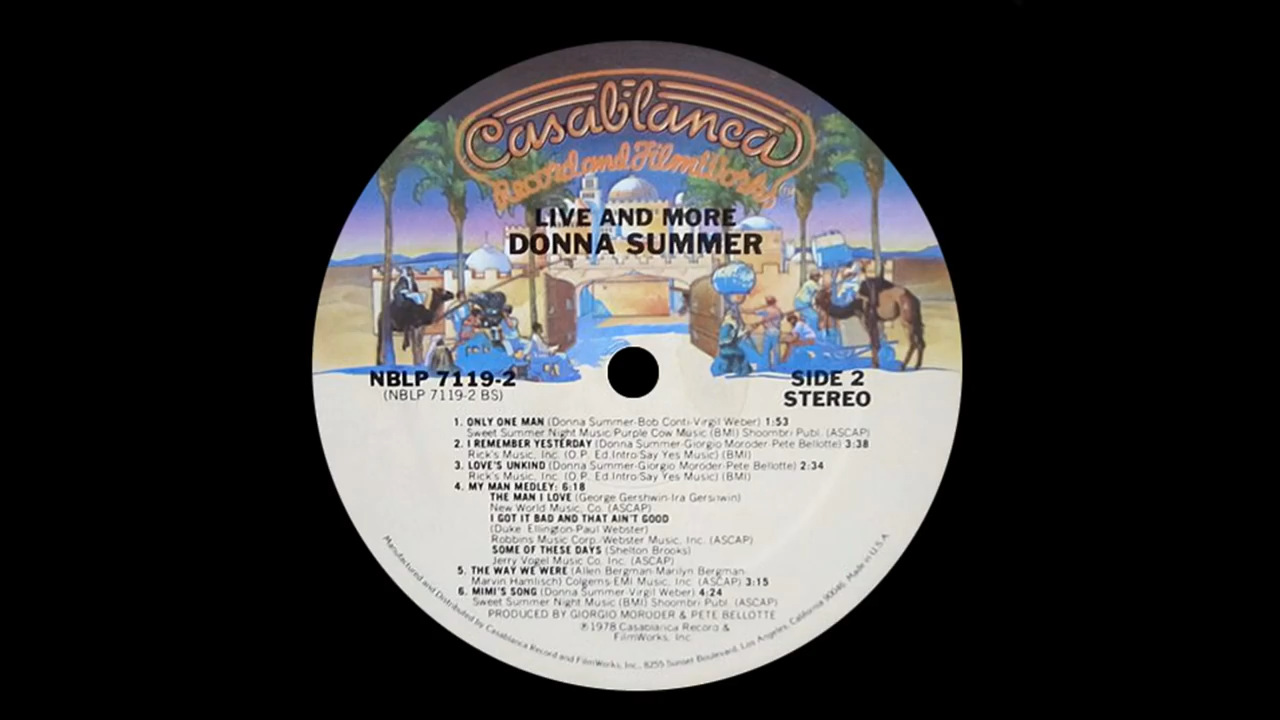 Casablanca
Record and FilmWorks
LIVE AND MORE
DONNA SUMMER
NBLP 7119-2
(NBLP 7119-2 BS)
SIDE 2
STEREO
1. ONLY ONE MAN (Donna Summer-Bob Conti-Virgil Weber) 1:53
Sweet Summer Night Music/Purple Cow Music (BMI) Shoombri Publ. (ASCAP)
2. I REMEMBER YESTERDAY (Donna Summer-Giorgio Moroder-Pete Bellotte) 3:38
Rick's Music, Inc. (O.P. Ed.Intro/Say Yes Music) (BMI)
3. LOVE'S UNKIND (Donna Summer-Giorgio Moroder-Pete Bellotte) 2:34
Rick's Music, Inc. (O.P. Ed.Intro/Say Yes Music) (BMI)
4. MY MAN MEDLEY: 6:18
THE MAN I LOVE (George Gershwin-Ira Gershwin)
New World Music, Co. (ASCAP)
I GOT IT BAD AND THAT AIN'T GOOD
(Duke Ellington-Paul Webster)
Robbins Music Corp./Webster Music, Inc. (ASCAP)
SOME OF THESE DAYS (Shelton Brooks)
Jerry Vogel Music Co. Inc. (ASCAP)
5. THE WAY WE WERE (Allen Bergman-Marilyn Bergman-
Marvin Hamlisch) Colgems-EMI Music, Inc. (ASCAP) 3:15
6. MIMI'S SONG (Donna Summer-Virgil Weber) 4:24
Sweet Summer Night Music (BMI) Shoombri Publ. (ASCAP)
PRODUCED BY GIORGIO MORODER & PETE BELLOTTE
℗1978 Casablanca Record &
FilmWorks, Inc.
Manufactured and Distributed by Casablanca Record and FilmWorks, Inc., 8255 Sunset Boulevard, Los Angeles, California 90046. Made in U.S.A.